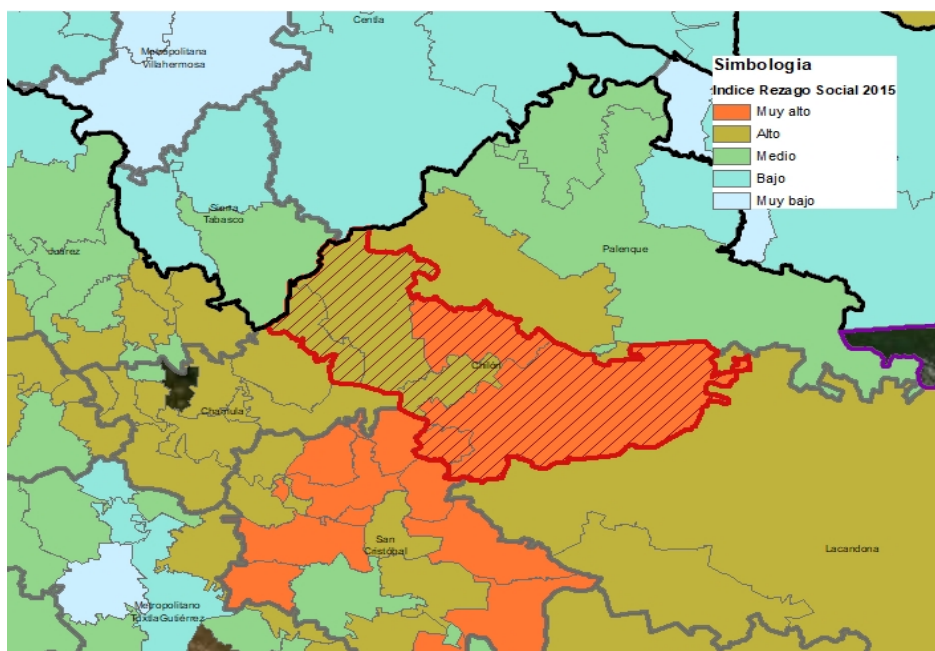 Centla
Metropolitana
Villahermosa
Simbologia
Indice Rezago Social 2015
Muy alto
Alto
Medio
Bajo
Muy bajo
Sierra
Tabasco
Juárez
Palenque
Chilón
Chamula
San
Cristóbal
Lacandona
Metropolitano
Tuxtla Gutiérrez